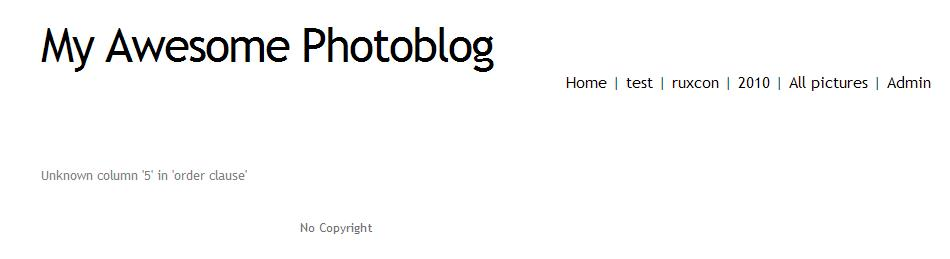 My Awesome Photoblog
Home | test | ruxcon | 2010 | All pictures | Admin
Unknown column '5' in 'order clause'
No Copyright